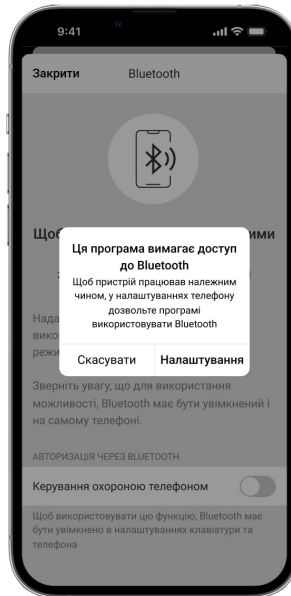 9:41
Закрити Bluetooth
Щоб ими
Ця програма вимагає доступ
до Bluetooth
Щоб пристрій працював належним
чином, у налаштуваннях телефону
дозвольте програмі
використовувати Bluetooth
Скасувати Налаштування
Нада
вико
режи
Зверніть увагу, що для використання
можливості, Bluetooth має бути увімкнений і
на самому телефоні.
АВТОРИЗАЦІЯ ЧЕРЕЗ BLUETOOTH
Керування охороною телефоном
Щоб використовувати цю функцію, Bluetooth має
бути увімкнено в налаштуваннях клавіатури та
телефона